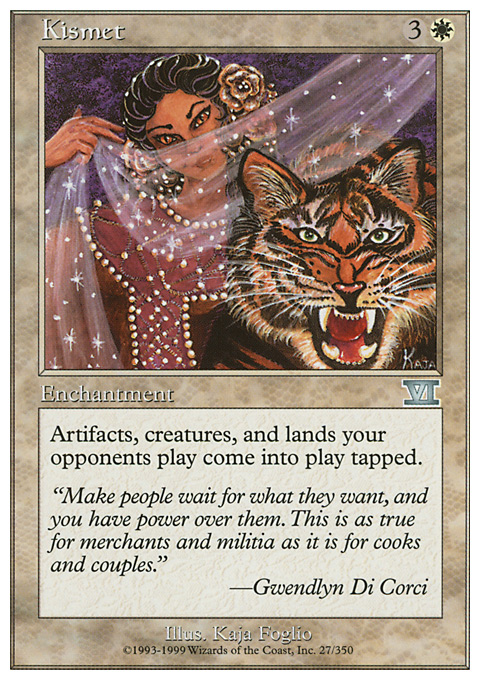 Kismet
3
KAJA
Enchantment
VI
Artifacts, creatures, and lands your
opponents play come into play tapped.
“Make people wait for what they want, and
you have power over them. This is as true
for merchants and militia as it is for cooks
and couples.”
—Gwendlyn Di Corci
Illus. Kaja Foglio
©1993-1999 Wizards of the Coast, Inc. 27/350